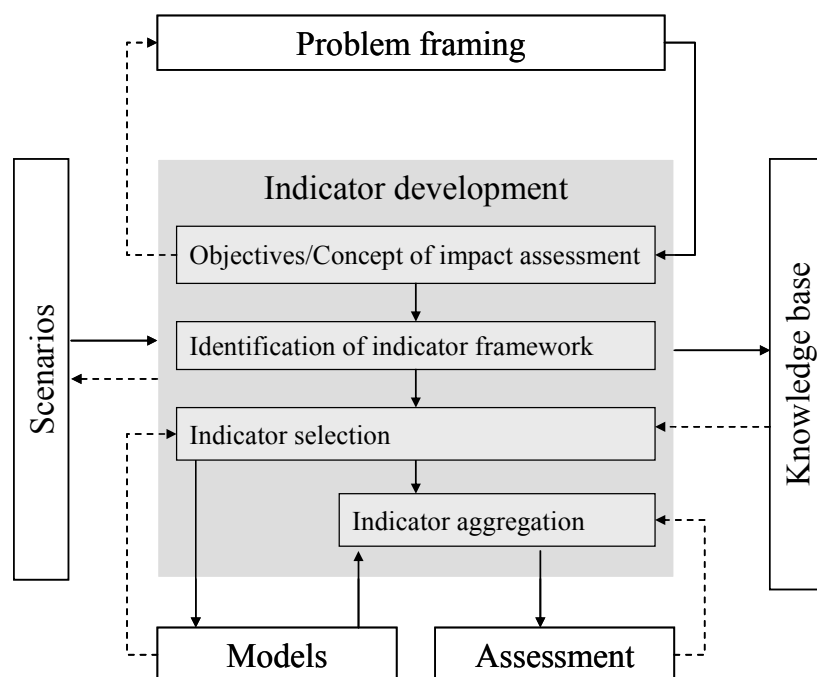 Problem framing
Indicator development
Objectives/Concept of impact assessment
Scenarios
Identification of indicator framework
Knowledge base
Indicator selection
Indicator aggregation
Models
Assessment